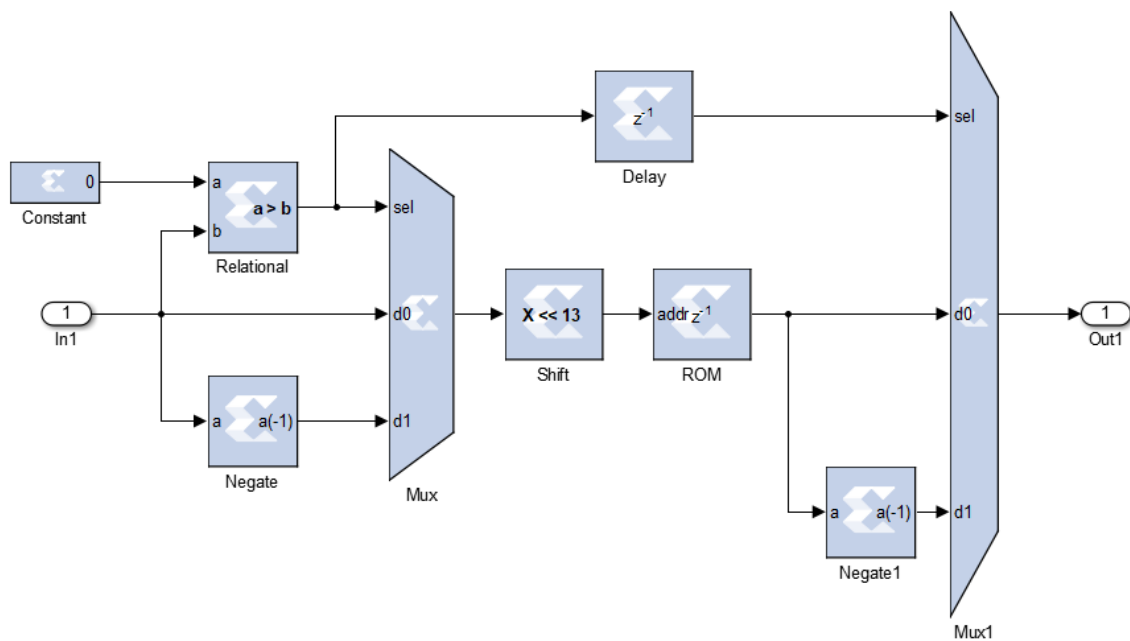 z-1
Delay
sel
0
Constant
a
b
a > b
Relational
sel
1
In1
d0
X << 13
Shift
addr z-1
ROM
d0
1
Out1
a
a(-1)
Negate
d1
Mux
a
a(-1)
Negate1
d1
Mux1